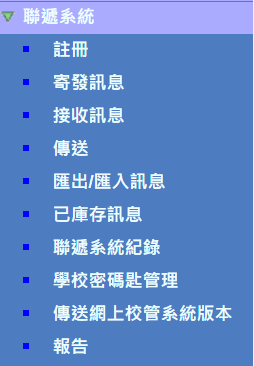 聯遞系統
註冊
寄發訊息
接收訊息
傳送
匯出/匯入訊息
已庫存訊息
聯遞系統紀錄
學校密碼匙管理
傳送網上校管系統版本
報告